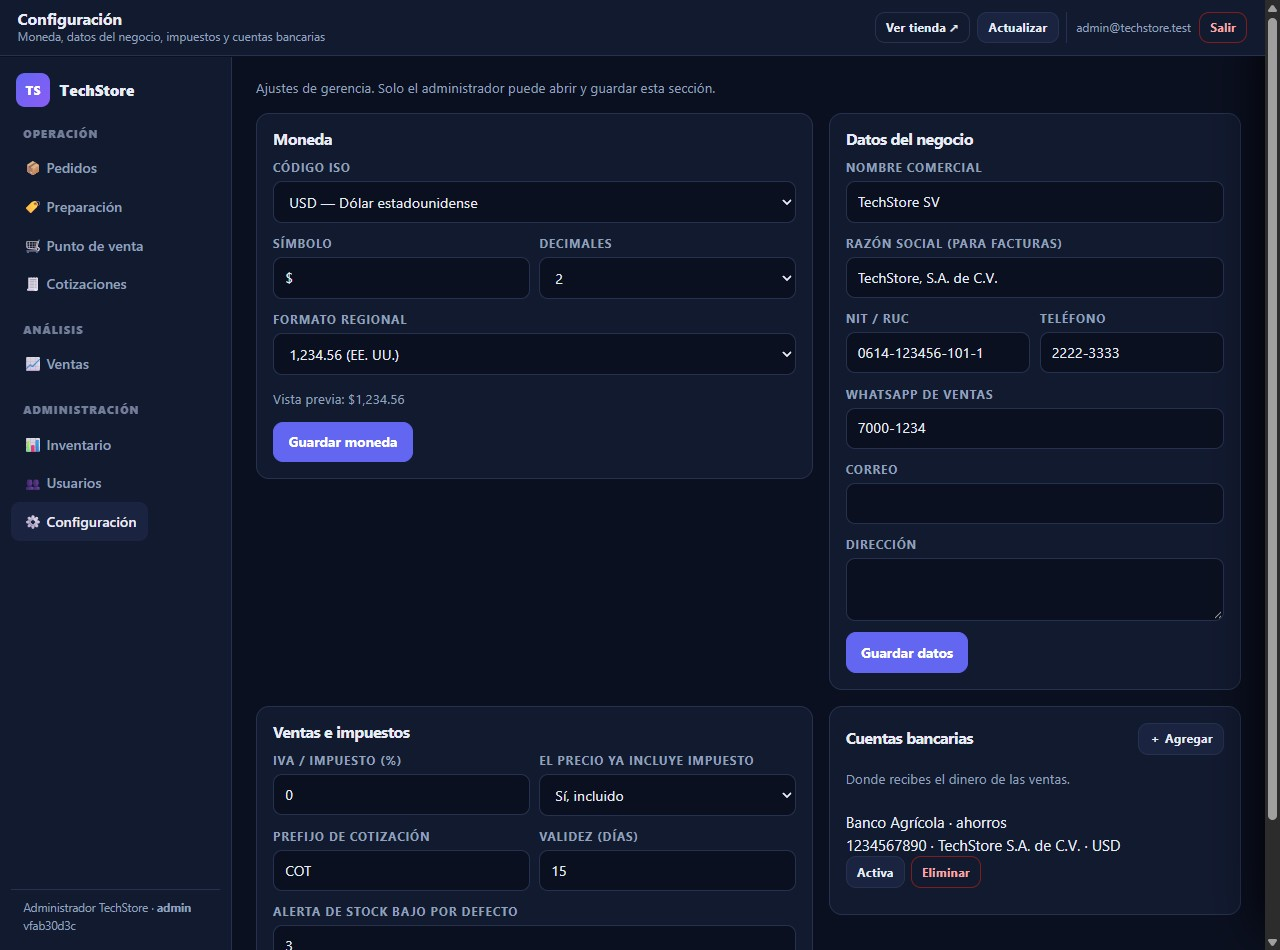 Configuración
Moneda, datos del negocio, impuestos y cuentas bancarias
Ver tienda ↗
Actualizar
admin@techstore.test
Salir
TS
TechStore
OPERACIÓN
Pedidos
Preparación
Punto de venta
Cotizaciones
ANÁLISIS
Ventas
ADMINISTRACIÓN
Inventario
Usuarios
Configuración
Administrador TechStore · admin
vfab30d3c
Ajustes de gerencia. Solo el administrador puede abrir y guardar esta sección.
Moneda
CÓDIGO ISO
USD — Dólar estadounidense
SÍMBOLO
DECIMALES
$
2
FORMATO REGIONAL
1,234.56 (EE. UU.)
Vista previa: $1,234.56
Guardar moneda
Datos del negocio
NOMBRE COMERCIAL
TechStore SV
RAZÓN SOCIAL (PARA FACTURAS)
TechStore, S.A. de C.V.
NIT / RUC
TELÉFONO
0614-123456-101-1
2222-3333
WHATSAPP DE VENTAS
7000-1234
CORREO
DIRECCIÓN
Guardar datos
Ventas e impuestos
IVA / IMPUESTO (%)
EL PRECIO YA INCLUYE IMPUESTO
0
Sí, incluido
PREFIJO DE COTIZACIÓN
VALIDEZ (DÍAS)
COT
15
ALERTA DE STOCK BAJO POR DEFECTO
3
Cuentas bancarias
+ Agregar
Donde recibes el dinero de las ventas.
Banco Agrícola · ahorros
1234567890 · TechStore S.A. de C.V. · USD
Activa
Eliminar